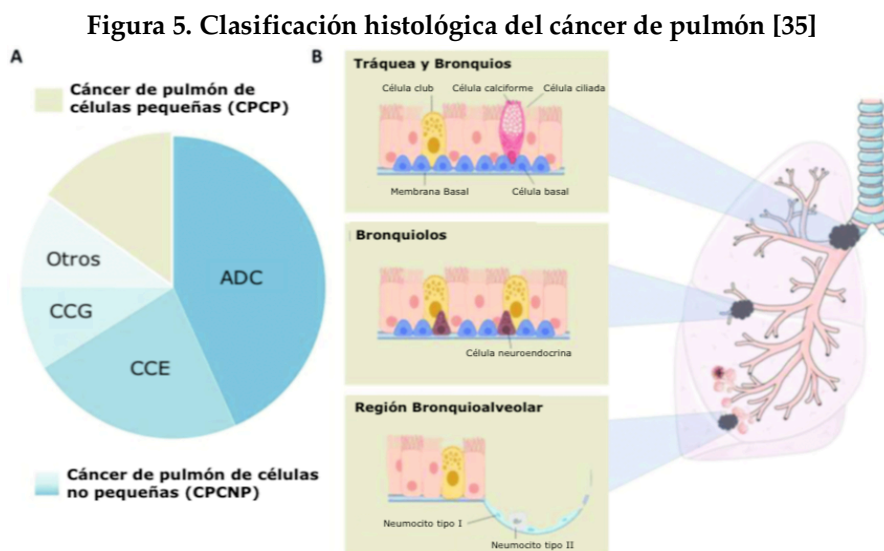 Figura 5. Clasificación histológica del cáncer de pulmón [35]
A
Cáncer de pulmón de
células pequeñas (CPCP)
ADC
CCE
CCG
Otros
Cáncer de pulmón de células
no pequeñas (CPCNP)
B
Tráquea y Bronquios
Célula club
Célula calciforme
Célula ciliada
Membrana Basal
Célula basal
Bronquiolos
Célula neuroendocrina
Región Bronquioalveolar
Neumocito tipo I
Neumocito tipo II